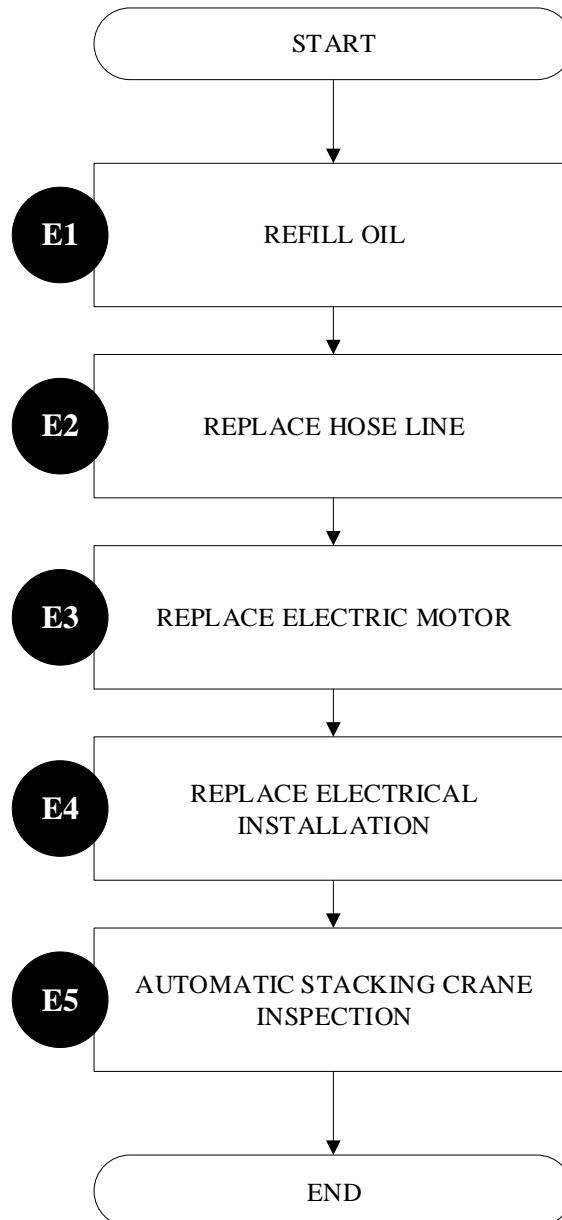 START
E1
REFILL OIL
E2
REPLACE HOSE LINE
E3
REPLACE ELECTRIC MOTOR
E4
REPLACE ELECTRICAL
INSTALLATION
E5
AUTOMATIC STACKING CRANE
INSPECTION
END